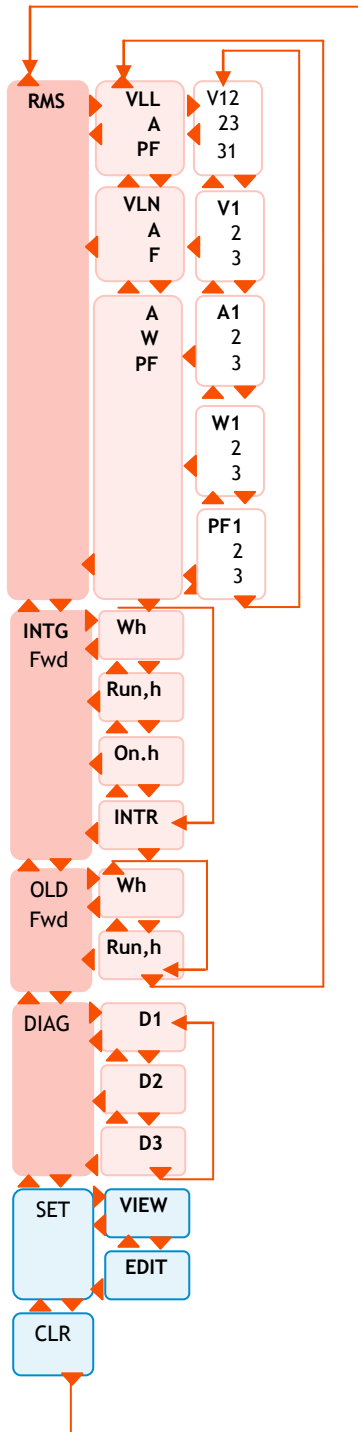 RMS
VLL
A
PF
V12
23
31
VLN
A
F
V1
2
3
A
W
PF
A1
2
3
W1
2
3
PF1
2
3
INTG
Fwd
Wh
Run,h
On.h
INTR
OLD
Fwd
Wh
Run,h
DIAG
D1
D2
D3
SET
VIEW
EDIT
CLR